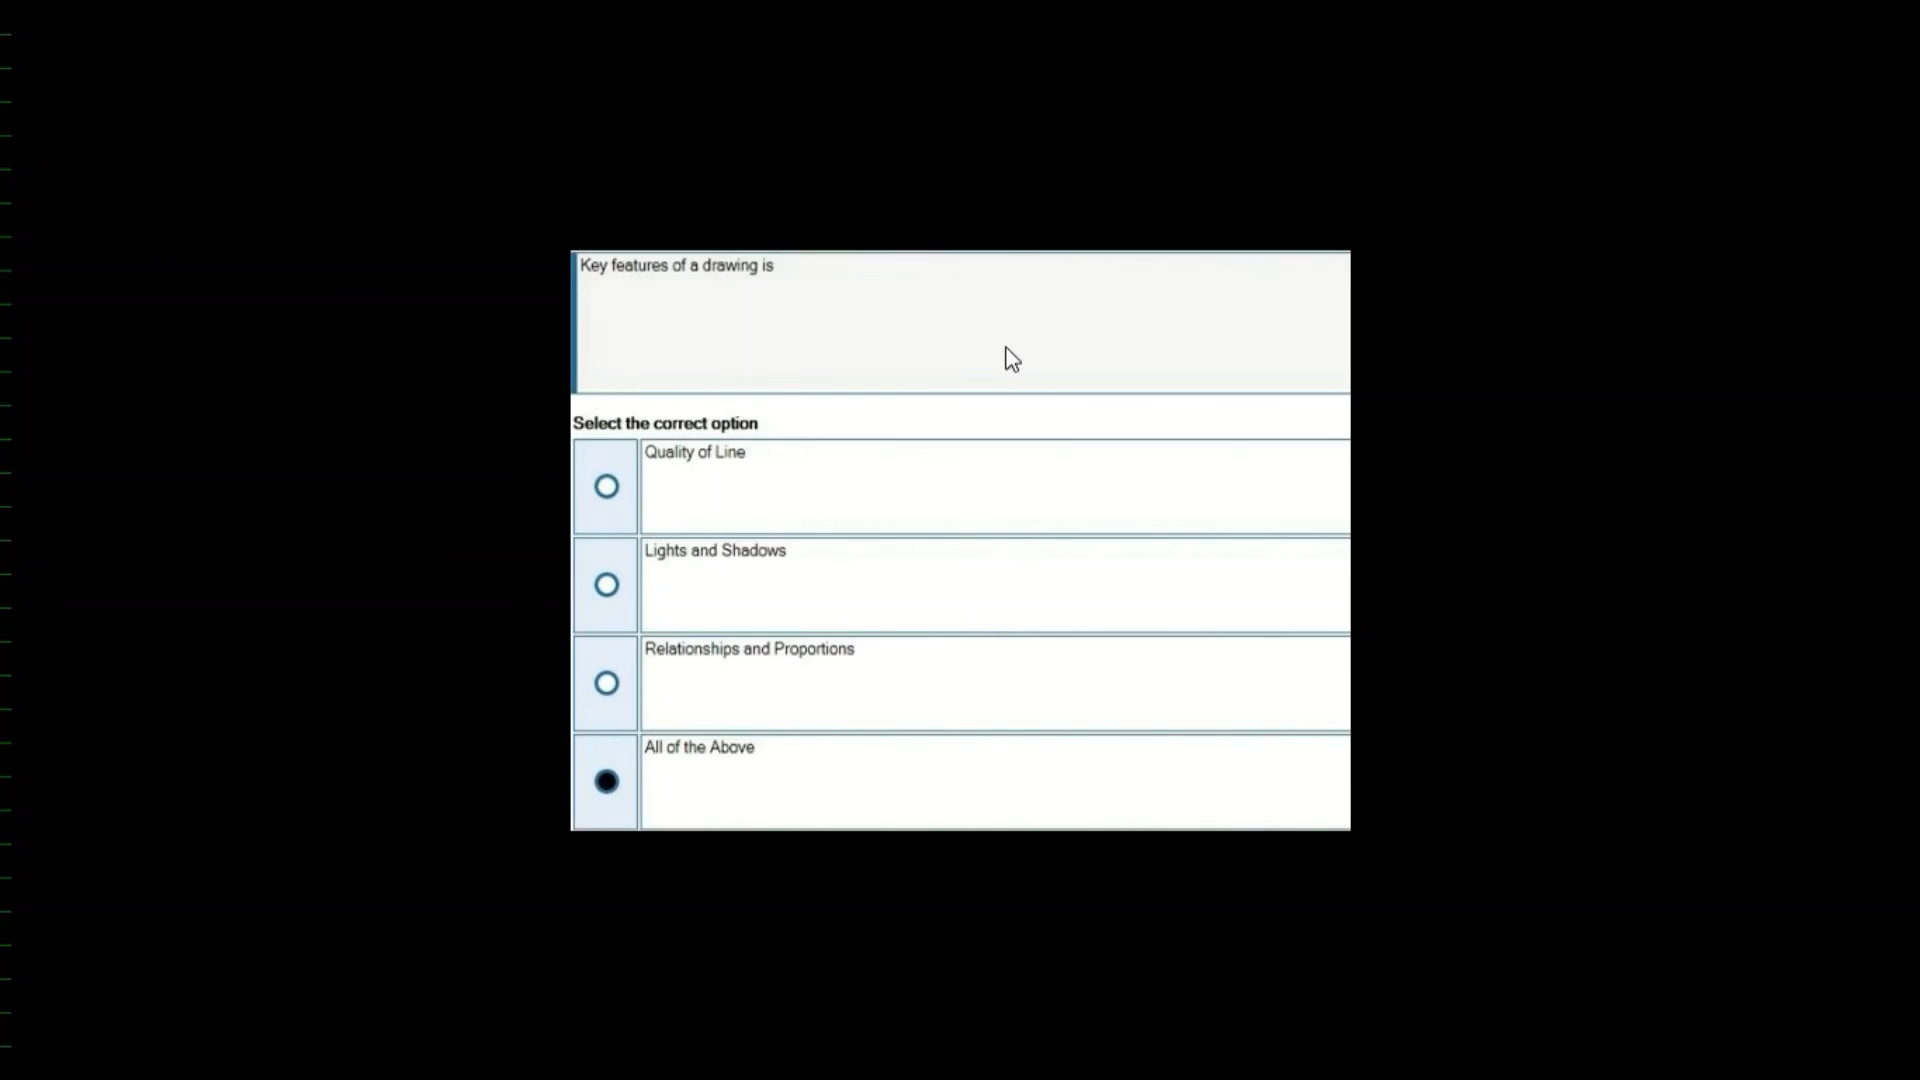 Key features of a drawing is
Select the correct option
Quality of Line
Lights and Shadows
Relationships and Proportions
All of the Above